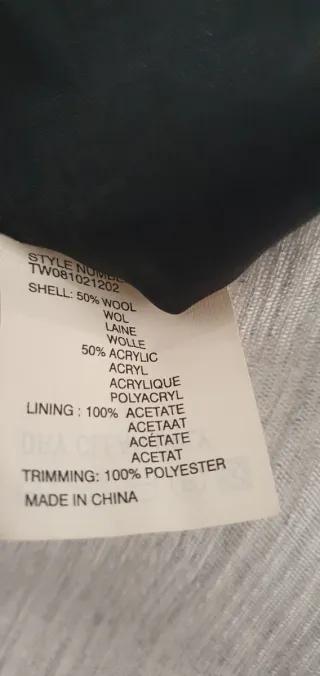 STYLE NUMBE
TW081021202
SHELL: 50% WOOL
WOL
LAINE
WOLLE
50% ACRYLIC
ACRYL
ACRYLIQUE
POLYACRYL
LINING : 100% ACETATE
ACETAAT
ACÉTATE
ACETAT
TRIMMING: 100% POLYESTER
MADE IN CHINA